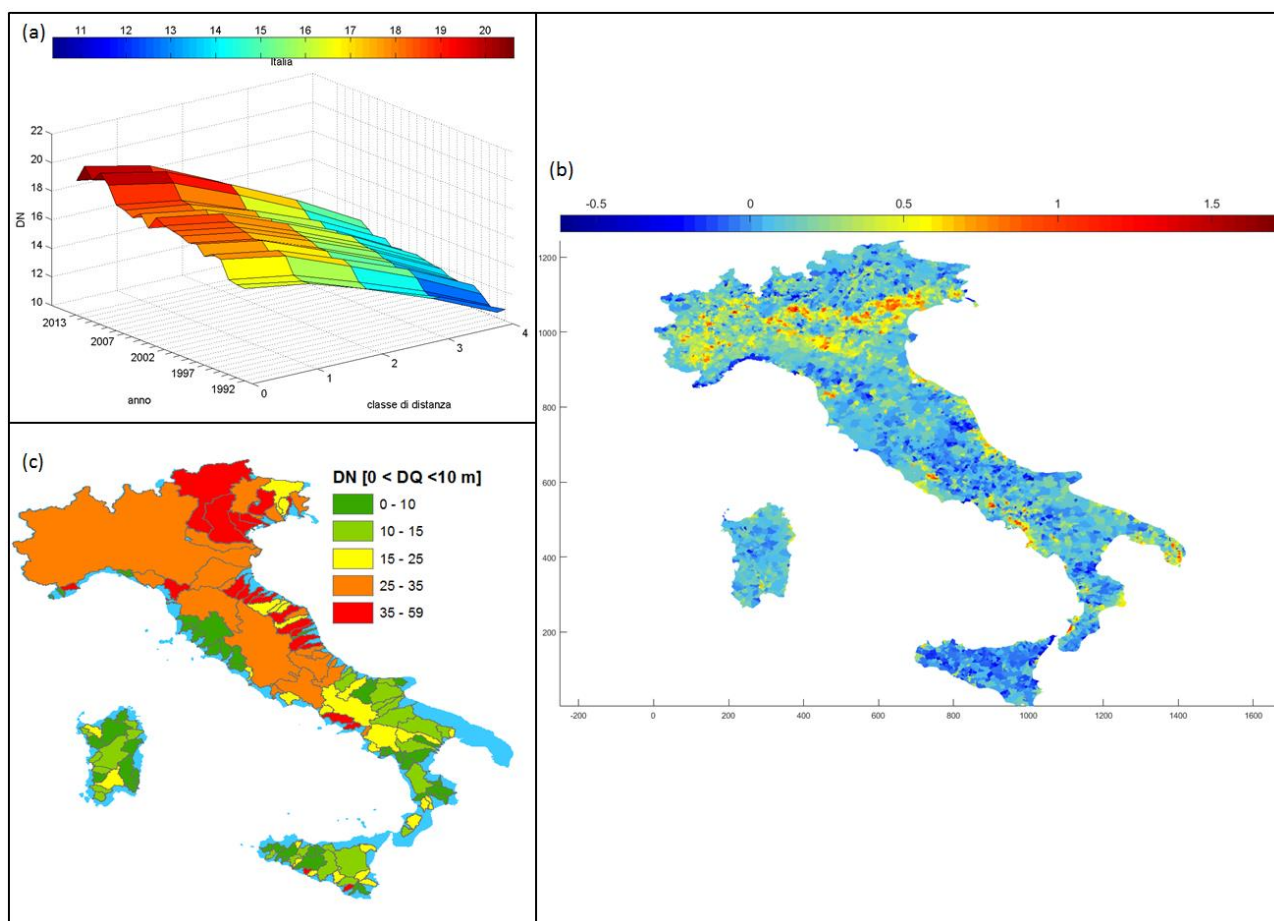 (a)
11 12 13 14 15 16 17 18 19 20
Italia
22
20
18
16
14
12
10
DN
2013
2007
2002
1997
1992
anno
0
1
2
3
4
classe di distanza
(b)
-0.5 0 0.5 1 1.5
1200
1000
800
600
400
200
-200 0 200 400 600 800 1000 1200 1400 1600
(c)
DN [0 < DQ <10 m]
0 - 10
10 - 15
15 - 25
25 - 35
35 - 59